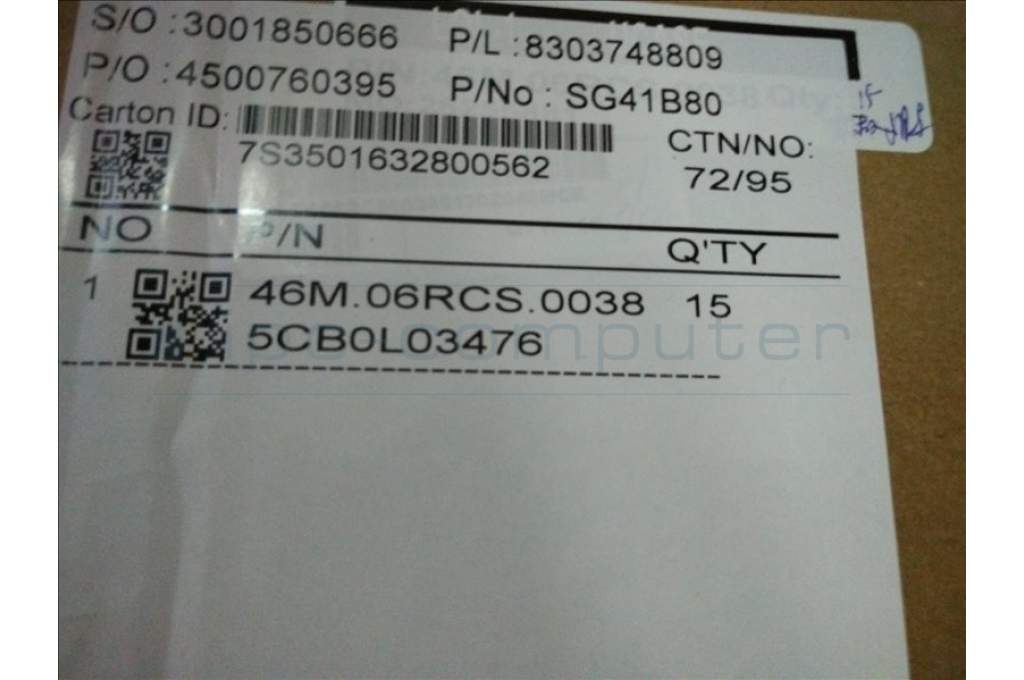 S/O :3001850666 P/L :8303748809
P/O :4500760395 P/No : SG41B80
Carton ID: CTN/NO:
7S3501632800562 72/95
NO P/N Q'TY
1 46M.06RCS.0038 15
5CB0L03476
computer
15